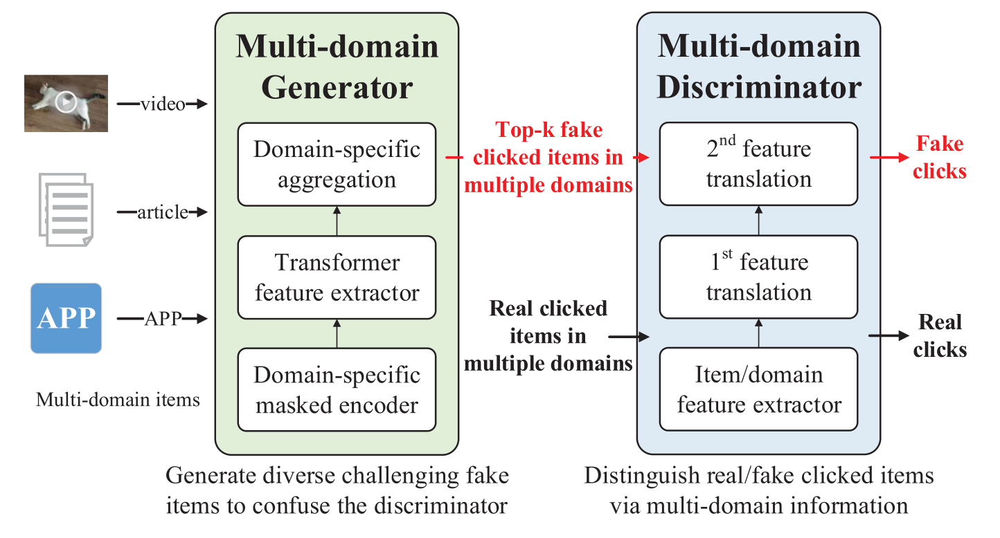 video
article
APP
APP
Multi-domain items
Multi-domain
Generator
Domain-specific
aggregation
Transformer
feature extractor
Domain-specific
masked encoder
Generate diverse challenging fake
items to confuse the discriminator
Top-k fake
clicked items in
multiple domains
Real clicked
items in
multiple domains
Multi-domain
Discriminator
2nd feature
translation
1st feature
translation
Item/domain
feature extractor
Distinguish real/fake clicked items
via multi-domain information
Fake
clicks
Real
clicks